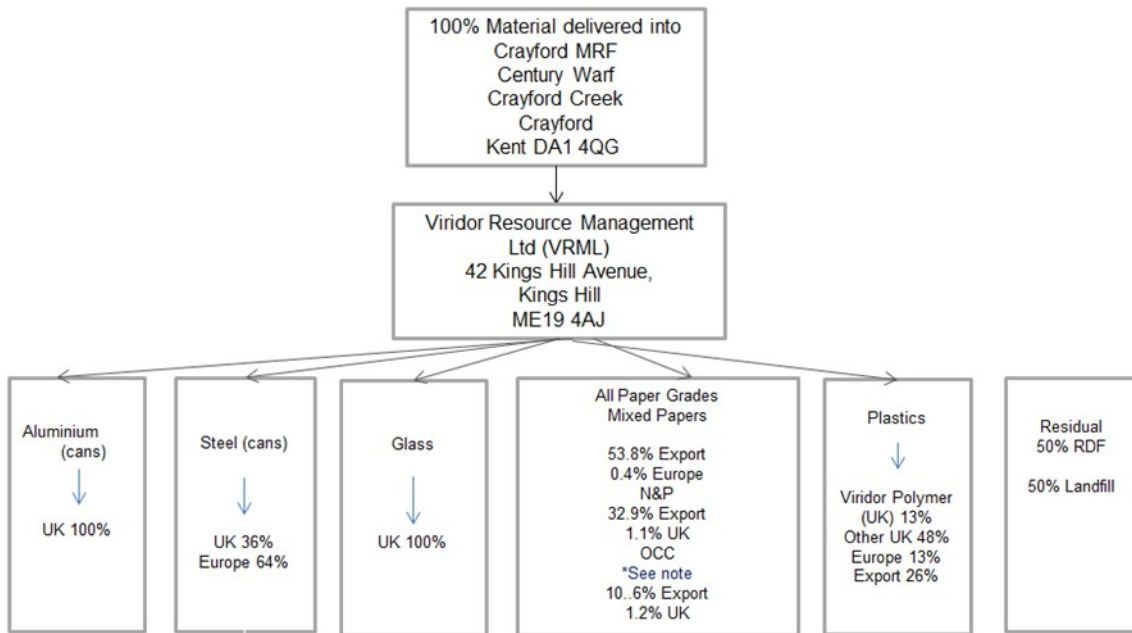 100% Material delivered into
Crayford MRF
Century Warf
Crayford Creek
Crayford
Kent DA1 4QG
Viridor Resource Management
Ltd (VRML)
42 Kings Hill Avenue,
Kings Hill
ME19 4AJ
Aluminium
(cans)
UK 100%
Steel (cans)
UK 36%
Europe 64%
Glass
UK 100%
All Paper Grades
Mixed Papers
53.8% Export
0.4% Europe
N&P
32.9% Export
1.1% UK
OCC
*See note
10..6% Export
1.2% UK
Plastics
Viridor Polymer
(UK) 13%
Other UK 48%
Europe 13%
Export 26%
Residual
50% RDF
50% Landfill